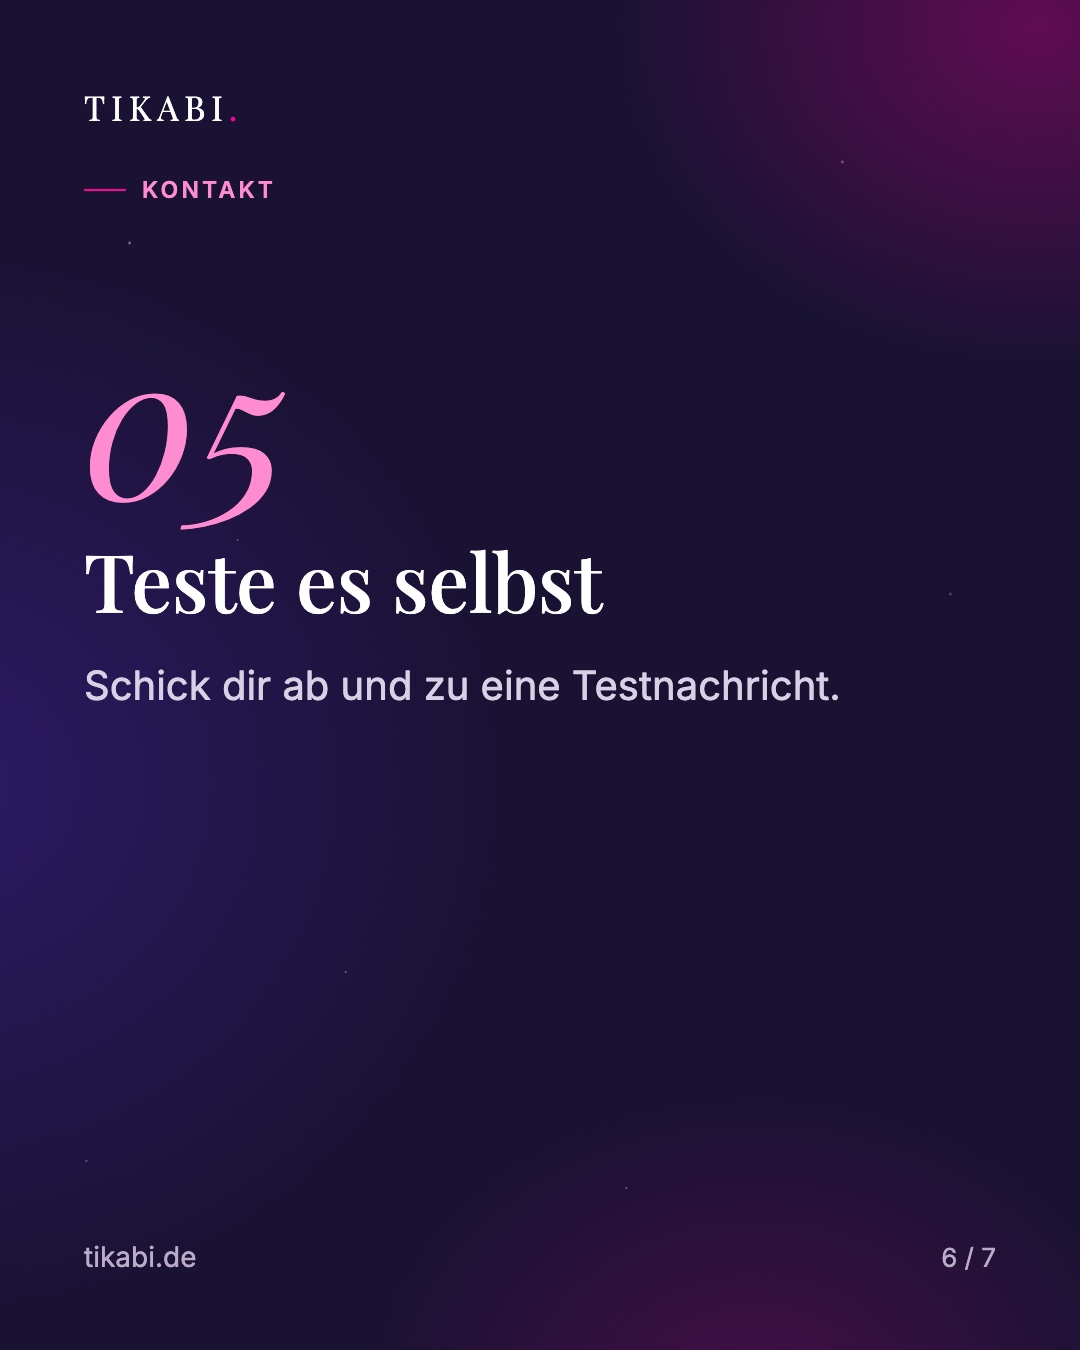 TIKABI.
KONTAKT
05
Teste es selbst
Schick dir ab und zu eine Testnachricht.
tikabi.de
6 / 7